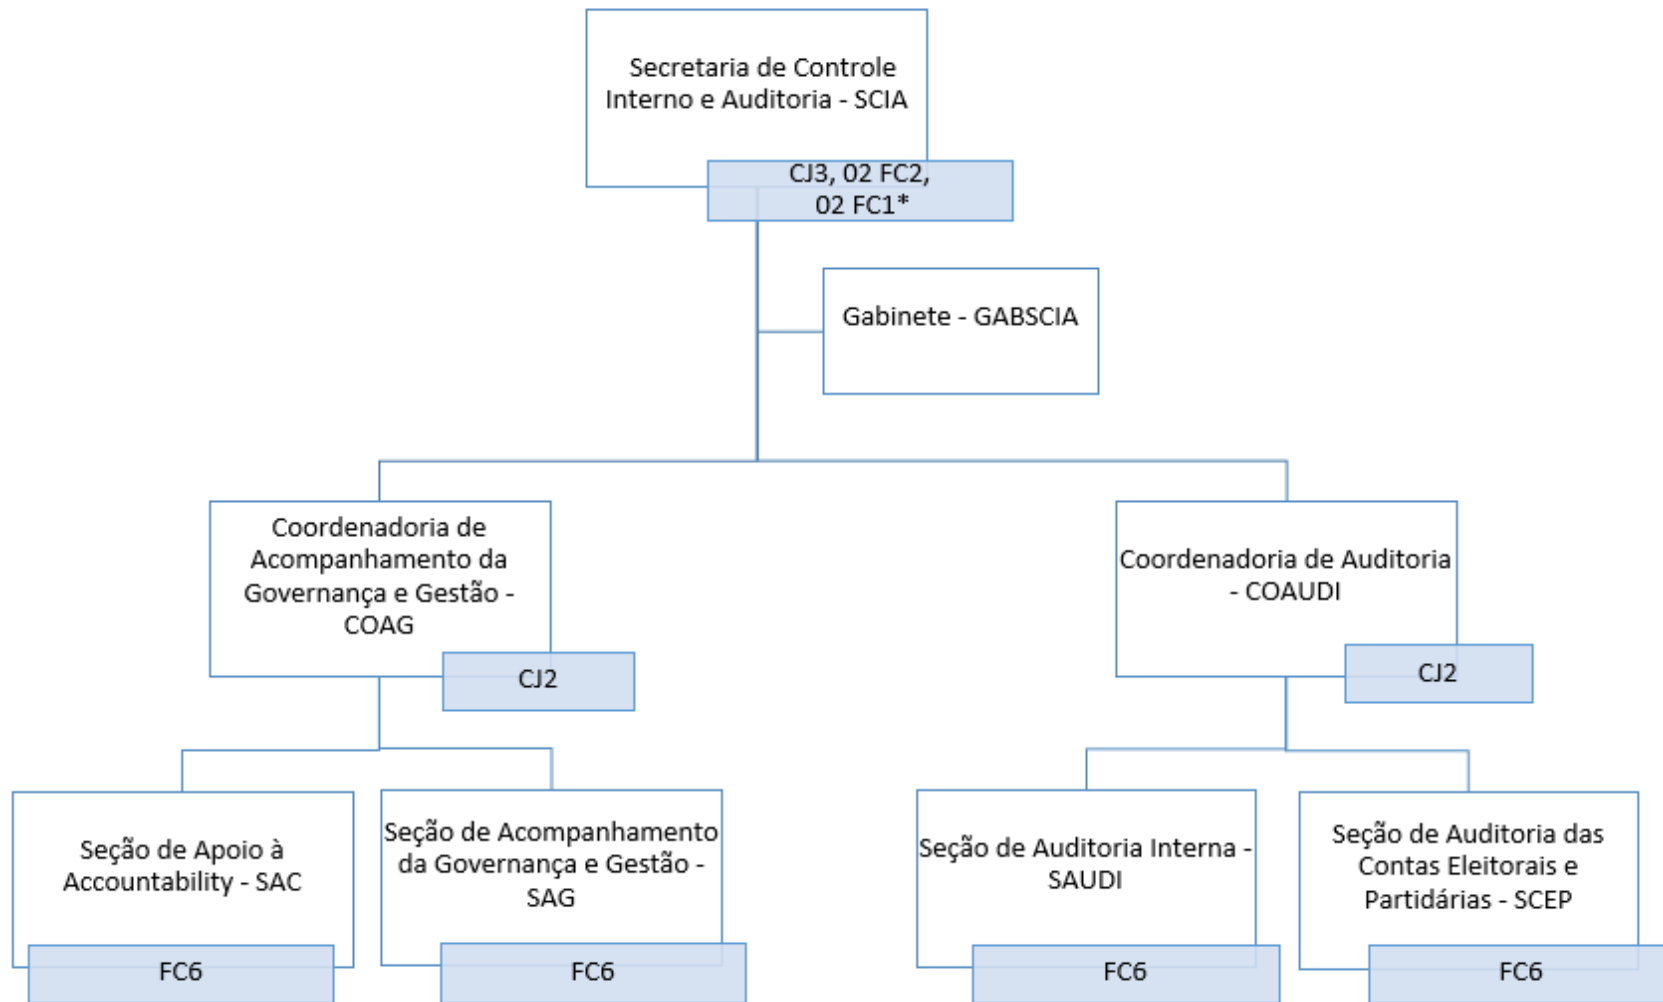 Secretaria de Controle
Interno e Auditoria - SCIA
CJ3, 02 FC2,
02 FC1*
Gabinete - GABSCIA
Coordenadoria de
Acompanhamento da
Governança e Gestão -
COAG
CJ2
Coordenadoria de Auditoria
- COAUDI
CJ2
Seção de Apoio à
Accountability - SAC
FC6
Seção de Acompanhamento
da Governança e Gestão -
SAG
FC6
Seção de Auditoria Interna -
SAUDI
FC6
Seção de Auditoria das
Contas Eleitorais e
Partidárias - SCEP
FC6